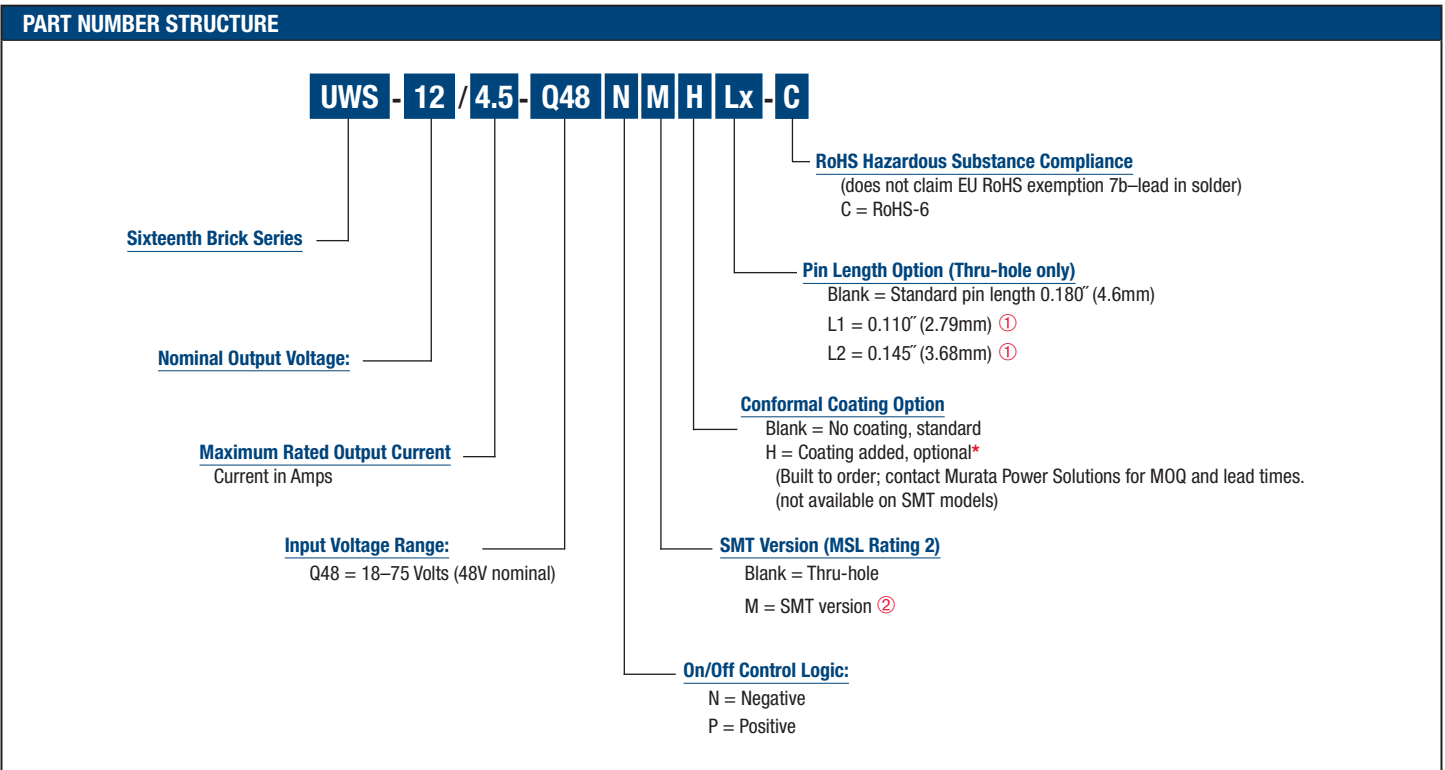 PART NUMBER STRUCTURE
UWS - 12 / 4.5 - Q48 N M H Lx - C
RoHS Hazardous Substance Compliance
(does not claim EU RoHS exemption 7b–lead in solder)
C = RoHS-6
Sixteenth Brick Series
Pin Length Option (Thru-hole only)
Blank = Standard pin length 0.180˝ (4.6mm)
L1 = 0.110˝ (2.79mm) ①
L2 = 0.145˝ (3.68mm) ①
Nominal Output Voltage:
Conformal Coating Option
Blank = No coating, standard
H = Coating added, optional*
(Built to order; contact Murata Power Solutions for MOQ and lead times.
(not available on SMT models)
Maximum Rated Output Current
Current in Amps
Input Voltage Range:
Q48 = 18–75 Volts (48V nominal)
SMT Version (MSL Rating 2)
Blank = Thru-hole
M = SMT version ②
On/Off Control Logic:
N = Negative
P = Positive